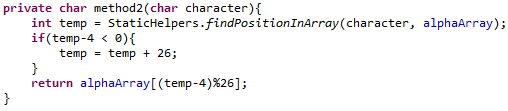 private char method2(char character){
    int temp = StaticHelpers.findPositionInArray(character, alphaArray);
    if(temp-4 < 0){
        temp = temp + 26;
    }
    return alphaArray[(temp-4)%26];
}